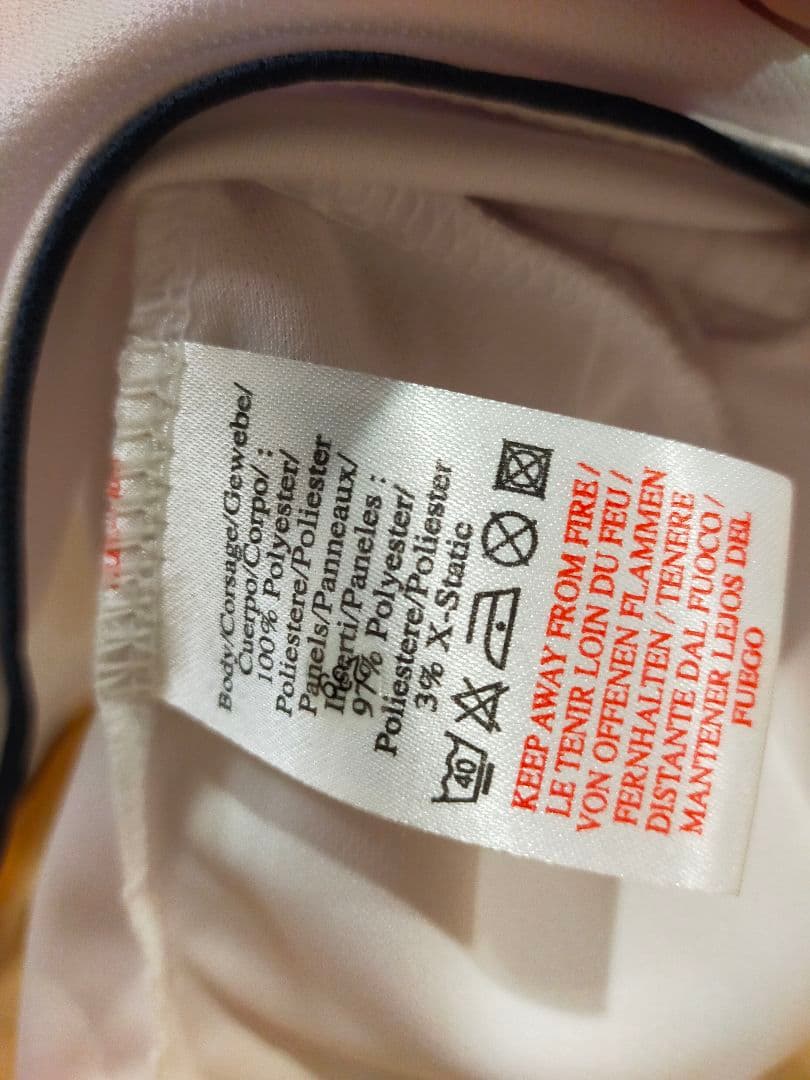 Body/Corsage/Gewebe/
Cuerpo/Corpo/ :
100% Polyester/
Poliestere/Poliester
Panels/Panneaux/
/Paneles :
97% Polyester/
Poliestere/Poliester
3% X-Static
40
KEEP AWAY FROM FIRE /
LE TENIR LOIN DU FEU /
VON OFFENEN FLAMMEN
FERNHALTEN / TENERE
DISTANTE DAL FUOCO /
MANTENER LEJOS DEL
FUEGO